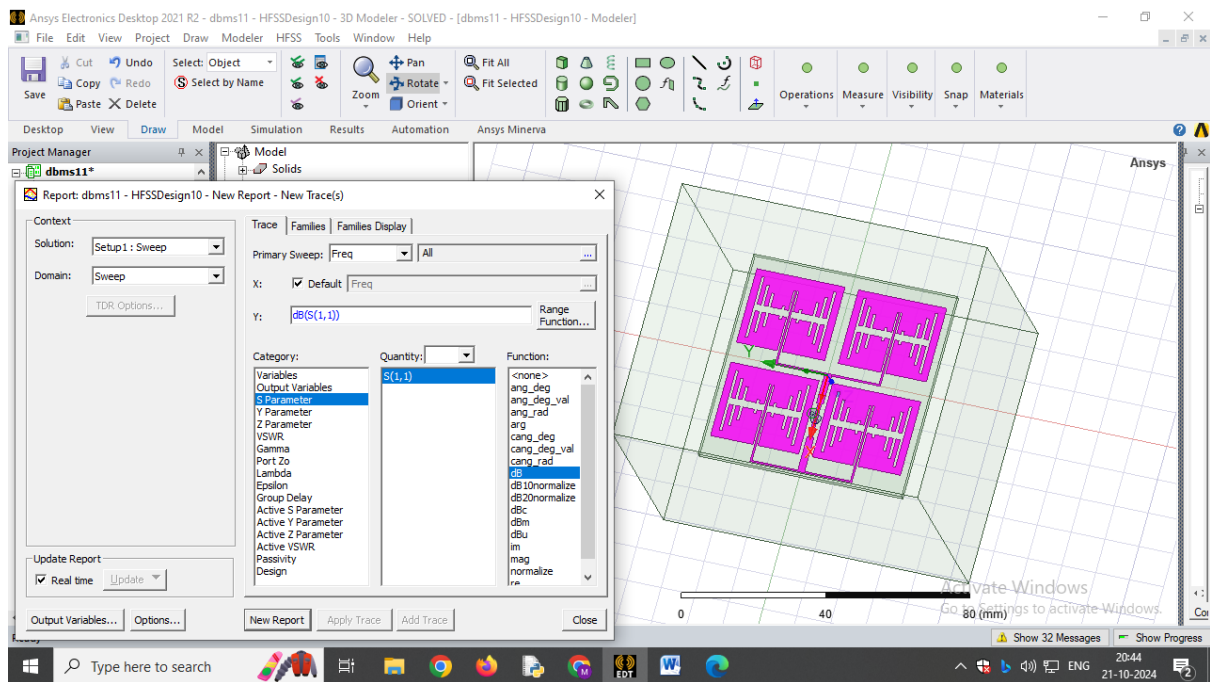 Ansys Electronics Desktop 2021 R2 - dbms11 - HFSSDesign10 - 3D Modeler - SOLVED - [dbms11 - HFSSDesign10 - Modeler]
File Edit View Project Draw Modeler HFSS Tools Window Help
Save
Cut Undo
Copy Redo
Paste Delete
Select: Object
Select by Name
Zoom
Pan
Rotate
Orient
Fit All
Fit Selected
Operations Measure Visibility Snap Materials
Desktop View Draw Model Simulation Results Automation Ansys Minerva
Project Manager
dbms11*
Model
Solids
Ansys
Report: dbms11 - HFSSDesign10 - New Report - New Trace(s)
Context
Solution: Setup1 : Sweep
Domain: Sweep
TDR Options...
Update Report
Real time Update
Trace Families Families Display
Primary Sweep: Freq All ...
X: Default Freq ...
Y: dB(S(1,1))
Range
Function...
Category:
Variables
Output Variables
S Parameter
Y Parameter
Z Parameter
VSWR
Gamma
Port Zo
Lambda
Epsilon
Group Delay
Active S Parameter
Active Y Parameter
Active Z Parameter
Active VSWR
Passivity
Design
Quantity:
S(1,1)
Function:
<none>
ang_deg
ang_deg_val
ang_rad
arg
cang_deg
cang_deg_val
cang_rad
dB
dB10normalize
dB20normalize
dBc
dBm
dBu
im
mag
normalize
re
Output Variables... Options... New Report Apply Trace Add Trace Close
Y
X
0 40 80 (mm)
Activate Windows
Go to Settings to activate Windows.
Show 32 Messages Show Progress
Type here to search
EDT
ENG
20:44
21-10-2024
2